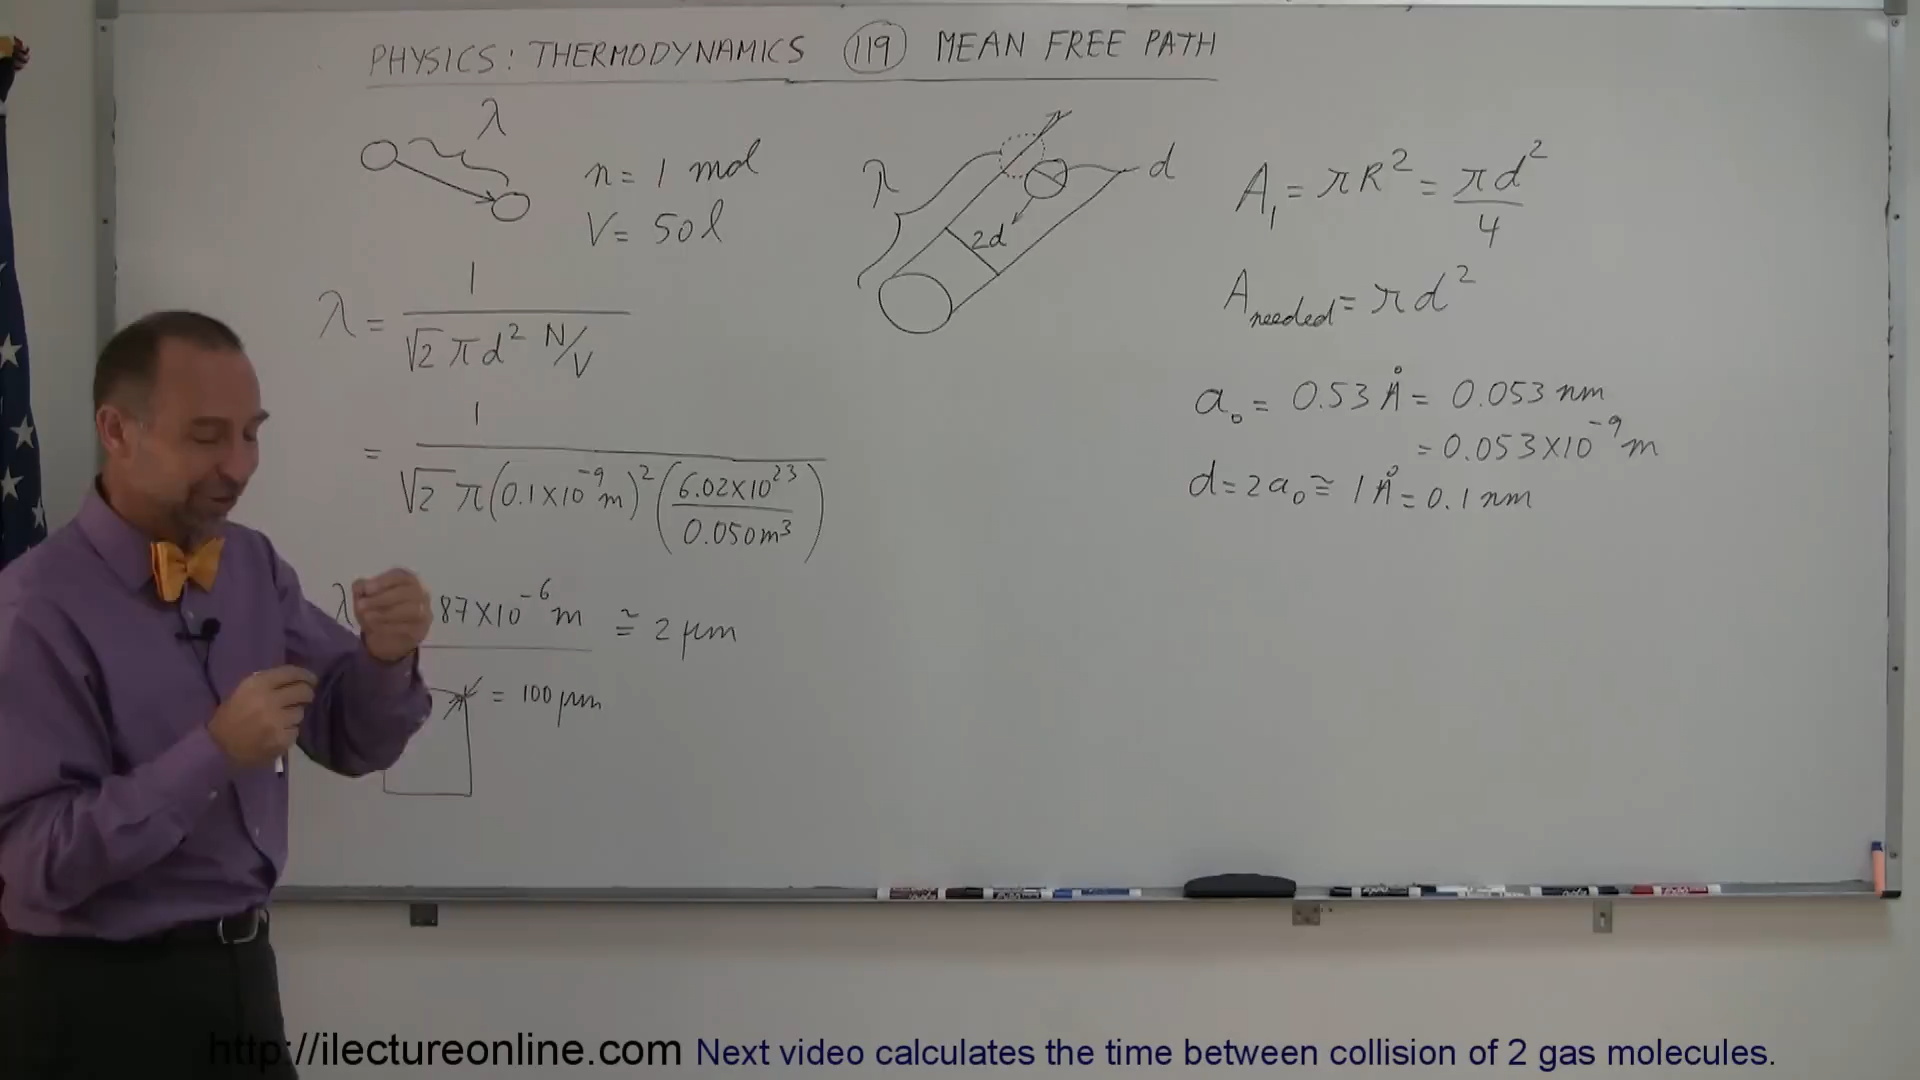 PHYSICS: THERMODYNAMICS 119 MEAN FREE PATH
λ
n = 1 mol
V = 50 l
λ = 1 / √2 π d² N/V
= 1 / √2 π (0.1×10⁻⁹ m)² (6.02×10²³ / 0.050 m³)
λ 87×10⁻⁶ m ≅ 2 μm
= 100 μm
λ
d
2d
A₁ = πR² = πd²/4
A needed = πd²
a₀ = 0.53 Å = 0.053 nm
= 0.053×10⁻⁹ m
d = 2a₀ ≅ 1 Å = 0.1 nm
http://ilectureonline.com Next video calculates the time between collision of 2 gas molecules.